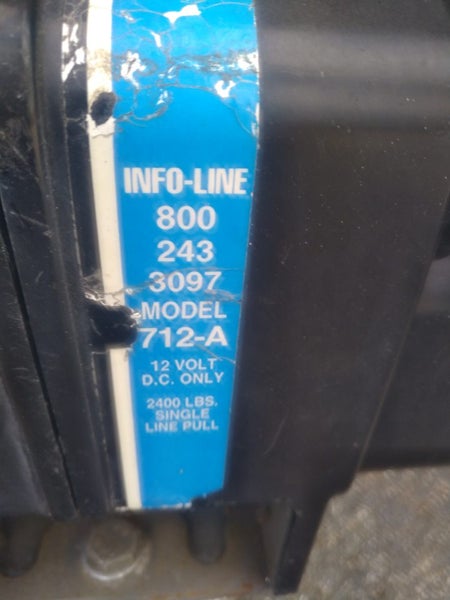 INFO-LINE
800
243
3097
MODEL
712-A
12 VOLT
D.C. ONLY
2400 LBS.
SINGLE
LINE PULL